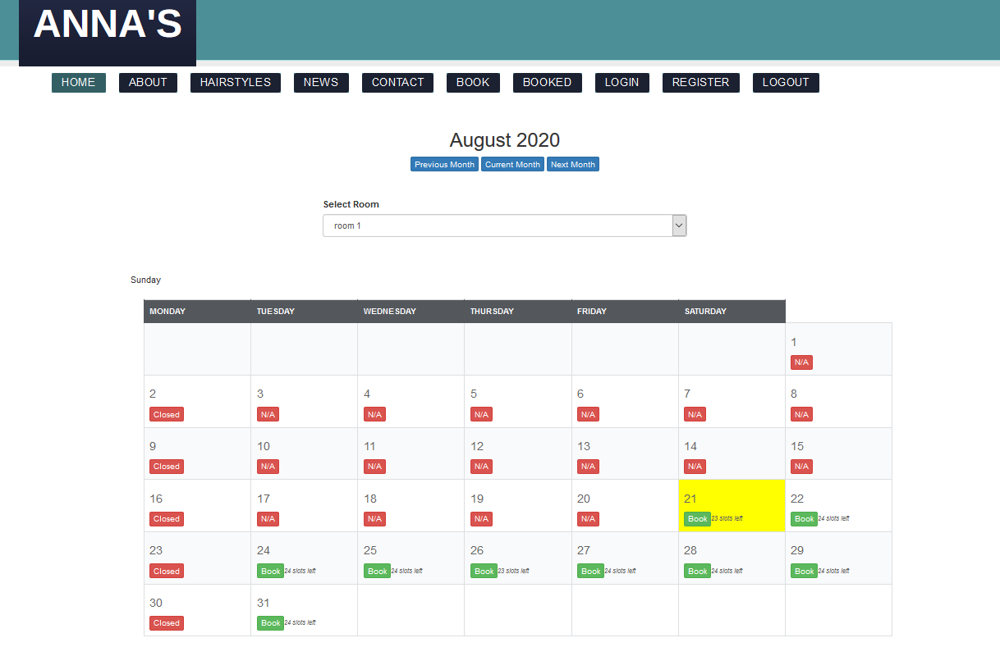 ANNA'S
HOME ABOUT HAIRSTYLES NEWS CONTACT BOOK BOOKED LOGIN REGISTER LOGOUT
August 2020
Previous Month Current Month Next Month
Select Room
room 1
Sunday
MONDAY TUESDAY WEDNESDAY THURSDAY FRIDAY SATURDAY
1
N/A
2 3 4 5 6 7 8
Closed N/A N/A N/A N/A N/A N/A
9 10 11 12 13 14 15
Closed N/A N/A N/A N/A N/A N/A
16 17 18 19 20 21 22
Closed N/A N/A N/A N/A Book 23 slots left Book 24 slots left
23 24 25 26 27 28 29
Closed Book 24 slots left Book 24 slots left Book 23 slots left Book 24 slots left Book 24 slots left Book 24 slots left
30 31
Closed Book 24 slots left